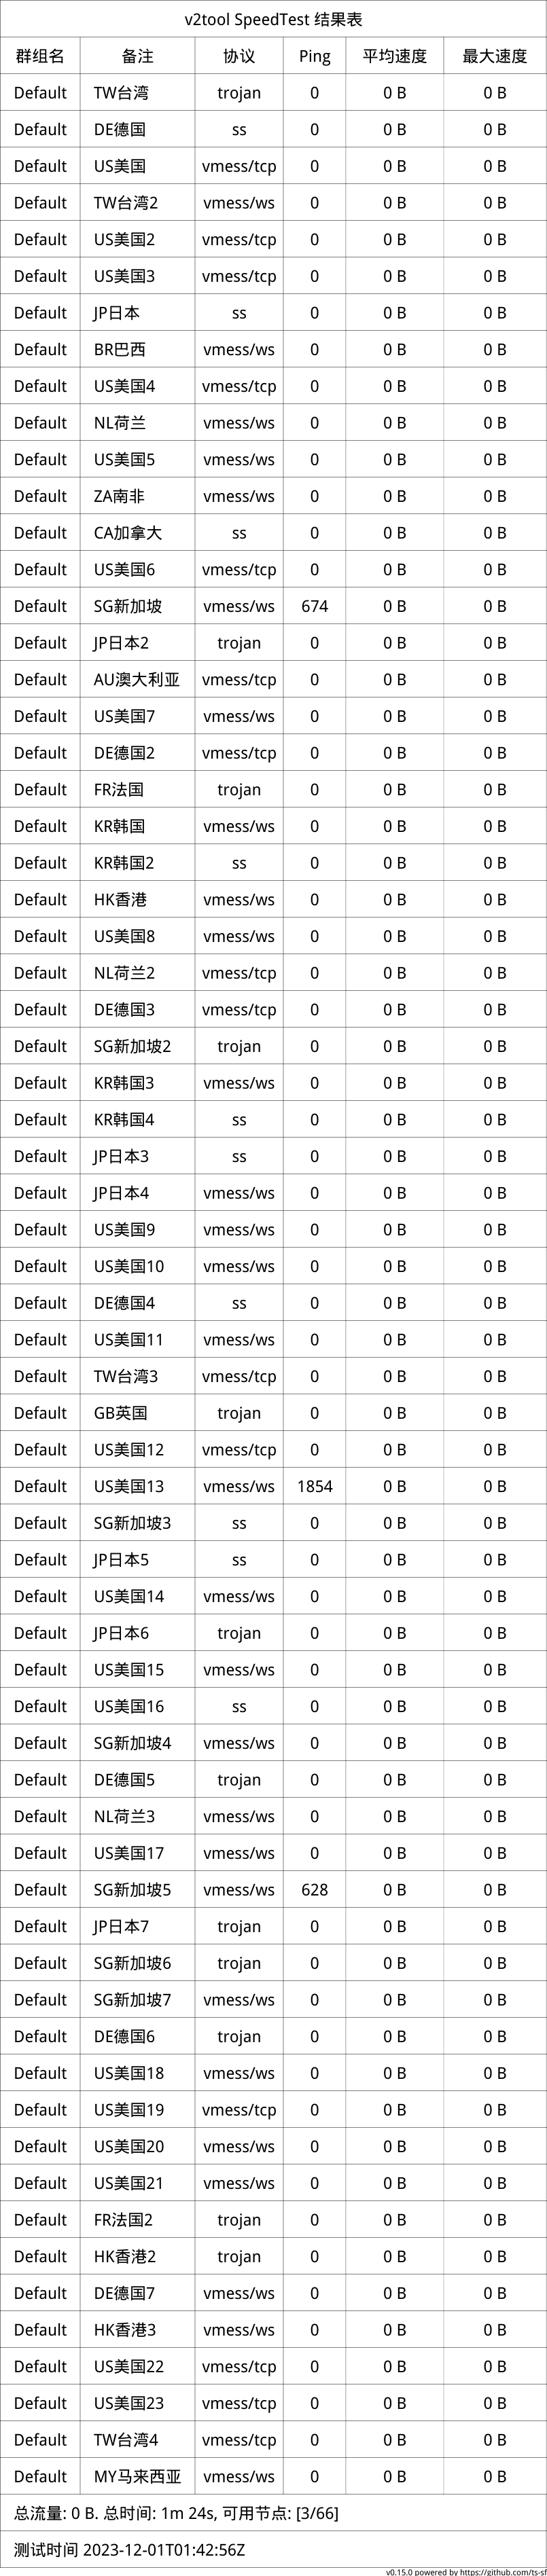 v2tool SpeedTest 结果表
群组名 备注 协议 Ping 平均速度 最大速度
Default TW台湾 trojan 0 0 B 0 B
Default DE德国 ss 0 0 B 0 B
Default US美国 vmess/tcp 0 0 B 0 B
Default TW台湾2 vmess/ws 0 0 B 0 B
Default US美国2 vmess/tcp 0 0 B 0 B
Default US美国3 vmess/tcp 0 0 B 0 B
Default JP日本 ss 0 0 B 0 B
Default BR巴西 vmess/ws 0 0 B 0 B
Default US美国4 vmess/tcp 0 0 B 0 B
Default NL荷兰 vmess/ws 0 0 B 0 B
Default US美国5 vmess/ws 0 0 B 0 B
Default ZA南非 vmess/ws 0 0 B 0 B
Default CA加拿大 ss 0 0 B 0 B
Default US美国6 vmess/tcp 0 0 B 0 B
Default SG新加坡 vmess/ws 674 0 B 0 B
Default JP日本2 trojan 0 0 B 0 B
Default AU澳大利亚 vmess/tcp 0 0 B 0 B
Default US美国7 vmess/ws 0 0 B 0 B
Default DE德国2 vmess/tcp 0 0 B 0 B
Default FR法国 trojan 0 0 B 0 B
Default KR韩国 vmess/ws 0 0 B 0 B
Default KR韩国2 ss 0 0 B 0 B
Default HK香港 vmess/ws 0 0 B 0 B
Default US美国8 vmess/ws 0 0 B 0 B
Default NL荷兰2 vmess/tcp 0 0 B 0 B
Default DE德国3 vmess/tcp 0 0 B 0 B
Default SG新加坡2 trojan 0 0 B 0 B
Default KR韩国3 vmess/ws 0 0 B 0 B
Default KR韩国4 ss 0 0 B 0 B
Default JP日本3 ss 0 0 B 0 B
Default JP日本4 vmess/ws 0 0 B 0 B
Default US美国9 vmess/ws 0 0 B 0 B
Default US美国10 vmess/ws 0 0 B 0 B
Default DE德国4 ss 0 0 B 0 B
Default US美国11 vmess/ws 0 0 B 0 B
Default TW台湾3 vmess/tcp 0 0 B 0 B
Default GB英国 trojan 0 0 B 0 B
Default US美国12 vmess/tcp 0 0 B 0 B
Default US美国13 vmess/ws 1854 0 B 0 B
Default SG新加坡3 ss 0 0 B 0 B
Default JP日本5 ss 0 0 B 0 B
Default US美国14 vmess/ws 0 0 B 0 B
Default JP日本6 trojan 0 0 B 0 B
Default US美国15 vmess/ws 0 0 B 0 B
Default US美国16 ss 0 0 B 0 B
Default SG新加坡4 vmess/ws 0 0 B 0 B
Default DE德国5 trojan 0 0 B 0 B
Default NL荷兰3 vmess/ws 0 0 B 0 B
Default US美国17 vmess/ws 0 0 B 0 B
Default SG新加坡5 vmess/ws 628 0 B 0 B
Default JP日本7 trojan 0 0 B 0 B
Default SG新加坡6 trojan 0 0 B 0 B
Default SG新加坡7 vmess/ws 0 0 B 0 B
Default DE德国6 trojan 0 0 B 0 B
Default US美国18 vmess/ws 0 0 B 0 B
Default US美国19 vmess/tcp 0 0 B 0 B
Default US美国20 vmess/ws 0 0 B 0 B
Default US美国21 vmess/ws 0 0 B 0 B
Default FR法国2 trojan 0 0 B 0 B
Default HK香港2 trojan 0 0 B 0 B
Default DE德国7 vmess/ws 0 0 B 0 B
Default HK香港3 vmess/ws 0 0 B 0 B
Default US美国22 vmess/tcp 0 0 B 0 B
Default US美国23 vmess/tcp 0 0 B 0 B
Default TW台湾4 vmess/tcp 0 0 B 0 B
Default MY马来西亚 vmess/ws 0 0 B 0 B
总流量: 0 B. 总时间: 1m 24s, 可用节点: [3/66]
测试时间 2023-12-01T01:42:56Z
v0.15.0 powered by https://github.com/ts-sf